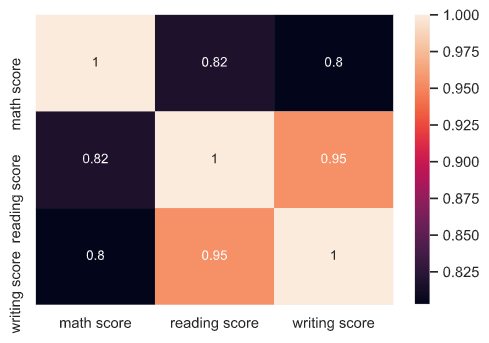 math score
reading score
writing score
1
0.82
0.8
0.82
1
0.95
0.8
0.95
1
math score
reading score
writing score
1.000
0.975
0.950
0.925
0.900
0.875
0.850
0.825